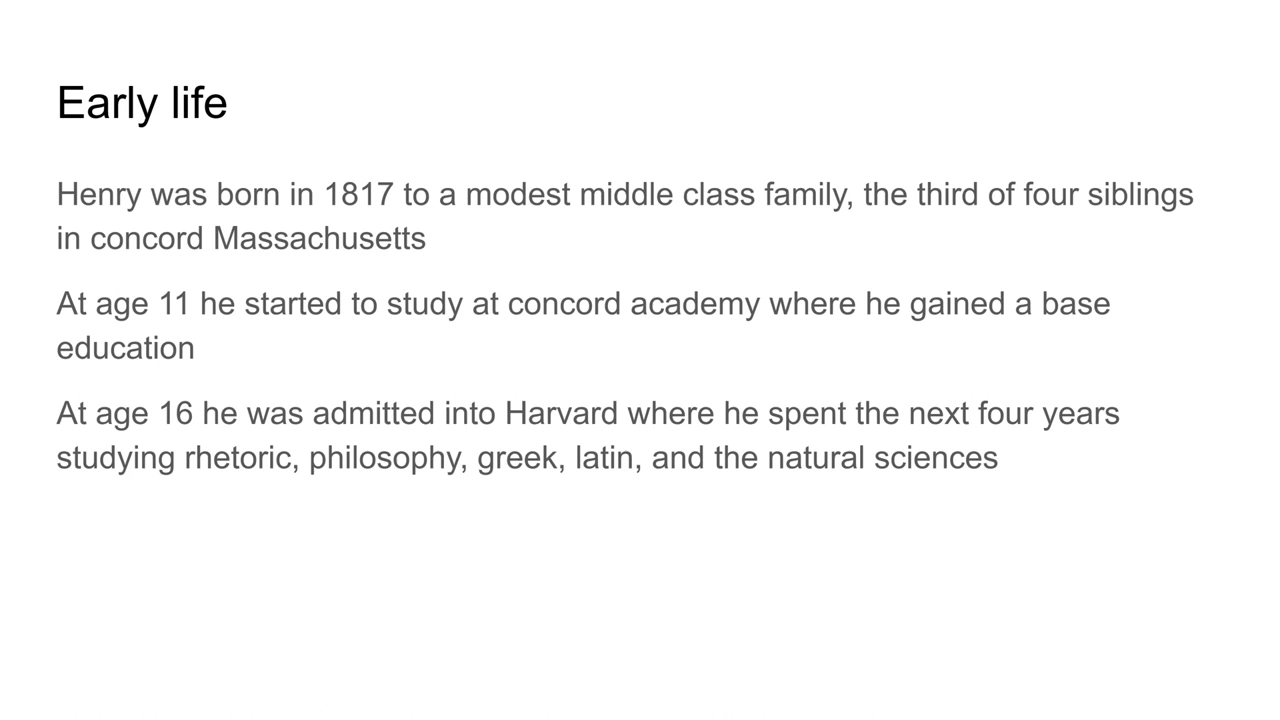 Early life
Henry was born in 1817 to a modest middle class family, the third of four siblings
in concord Massachusetts
At age 11 he started to study at concord academy where he gained a base
education
At age 16 he was admitted into Harvard where he spent the next four years
studying rhetoric, philosophy, greek, latin, and the natural sciences